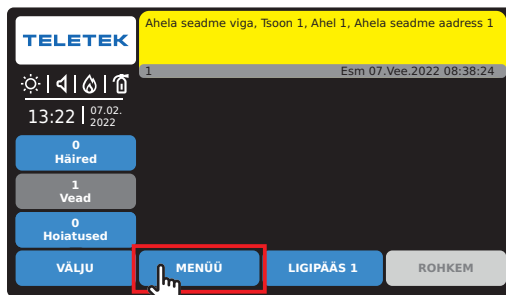 TELETEK
Ahela seadme viga, Tsoon 1, Ahel 1, Ahela seadme aadress 1
1 Esm 07.Vee.2022 08:38:24
13:22 07.02.
2022
0
Häired
1
Vead
0
Hoiatused
VÄLJU MENÜÜ LIGIPÄÄS 1 ROHKEM